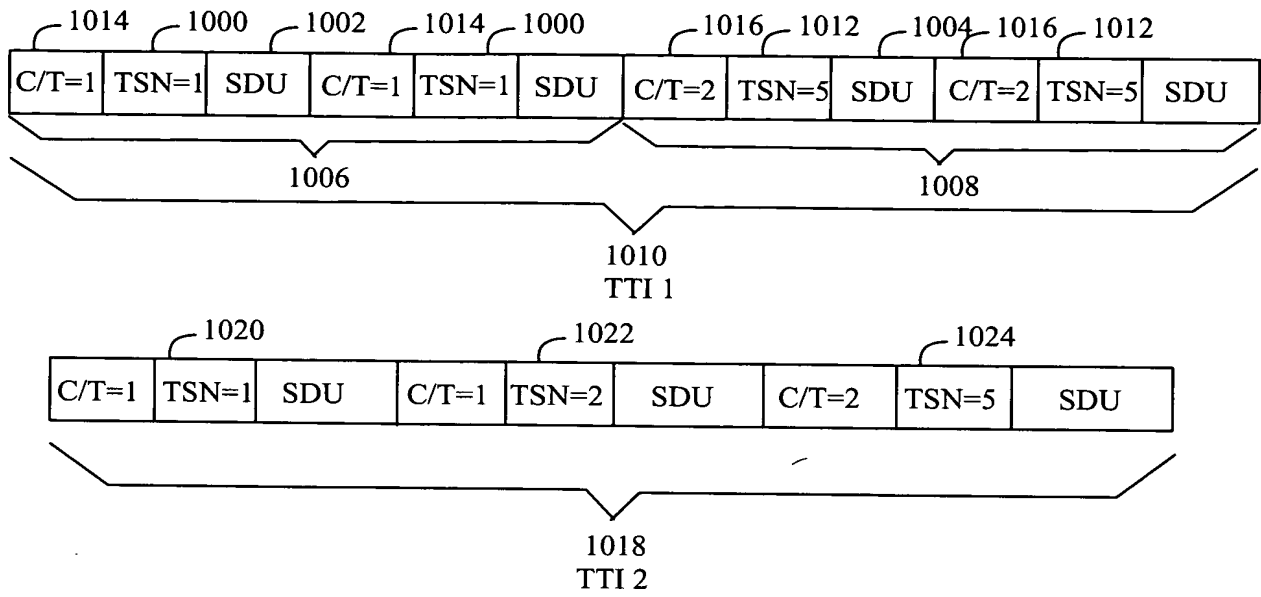 1014 1000 1002 1014 1000 1016 1012 1004 1016 1012
C/T=1 TSN=1 SDU C/T=1 TSN=1 SDU C/T=2 TSN=5 SDU C/T=2 TSN=5 SDU
1006 1008
1010
TTI 1
1020 1022 1024
C/T=1 TSN=1 SDU C/T=1 TSN=2 SDU C/T=2 TSN=5 SDU
1018
TTI 2